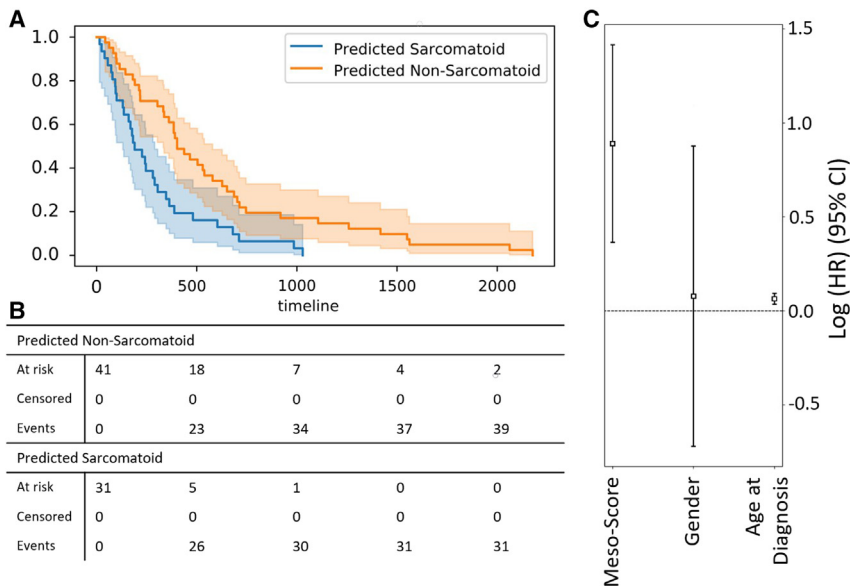 A
1.0
0.8
0.6
0.4
0.2
0.0
Predicted Sarcomatoid
Predicted Non-Sarcomatoid
0 500 1000 1500 2000
timeline
B
Predicted Non-Sarcomatoid
At risk 41 18 7 4 2
Censored 0 0 0 0 0
Events 0 23 34 37 39
Predicted Sarcomatoid
At risk 31 5 1 0 0
Censored 0 0 0 0 0
Events 0 26 30 31 31
C
1.5
1.0
0.5
0.0
-0.5
Log (HR) (95% CI)
Meso-Score
Gender
Age at
Diagnosis